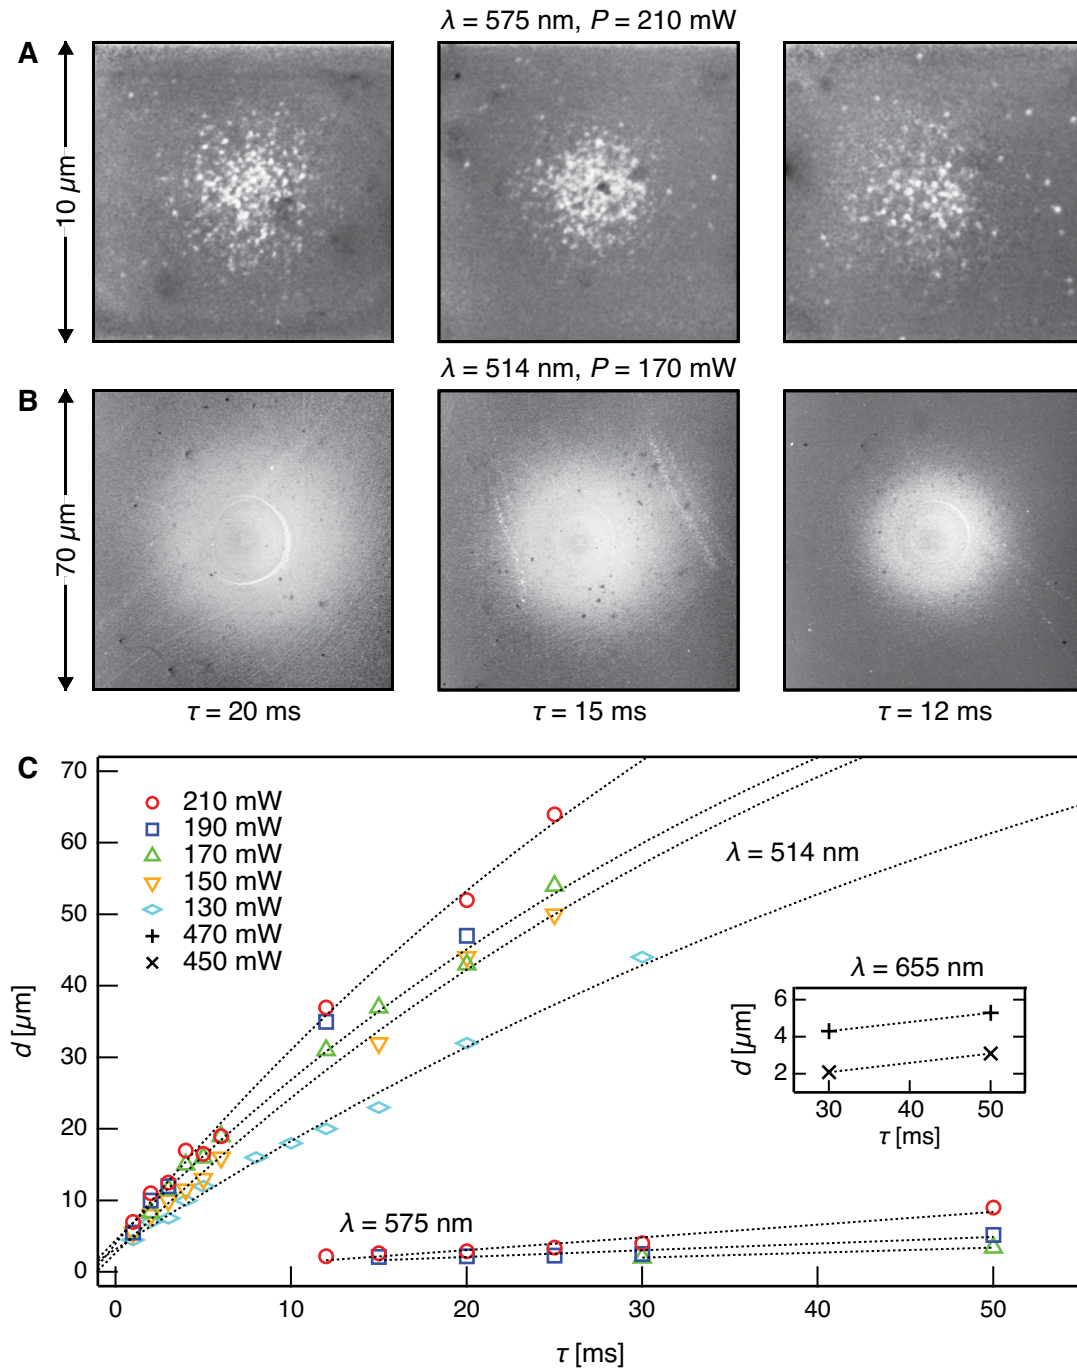 λ = 575 nm, P = 210 mW
A
10 µm
λ = 514 nm, P = 170 mW
B
70 µm
τ = 20 ms
τ = 15 ms
τ = 12 ms
C
70
60
50
40
30
20
10
0
d [µm]
210 mW
190 mW
170 mW
150 mW
130 mW
470 mW
450 mW
λ = 514 nm
λ = 655 nm
6
4
2
d [µm]
30 40 50
τ [ms]
λ = 575 nm
0 10 20 30 40 50
τ [ms]